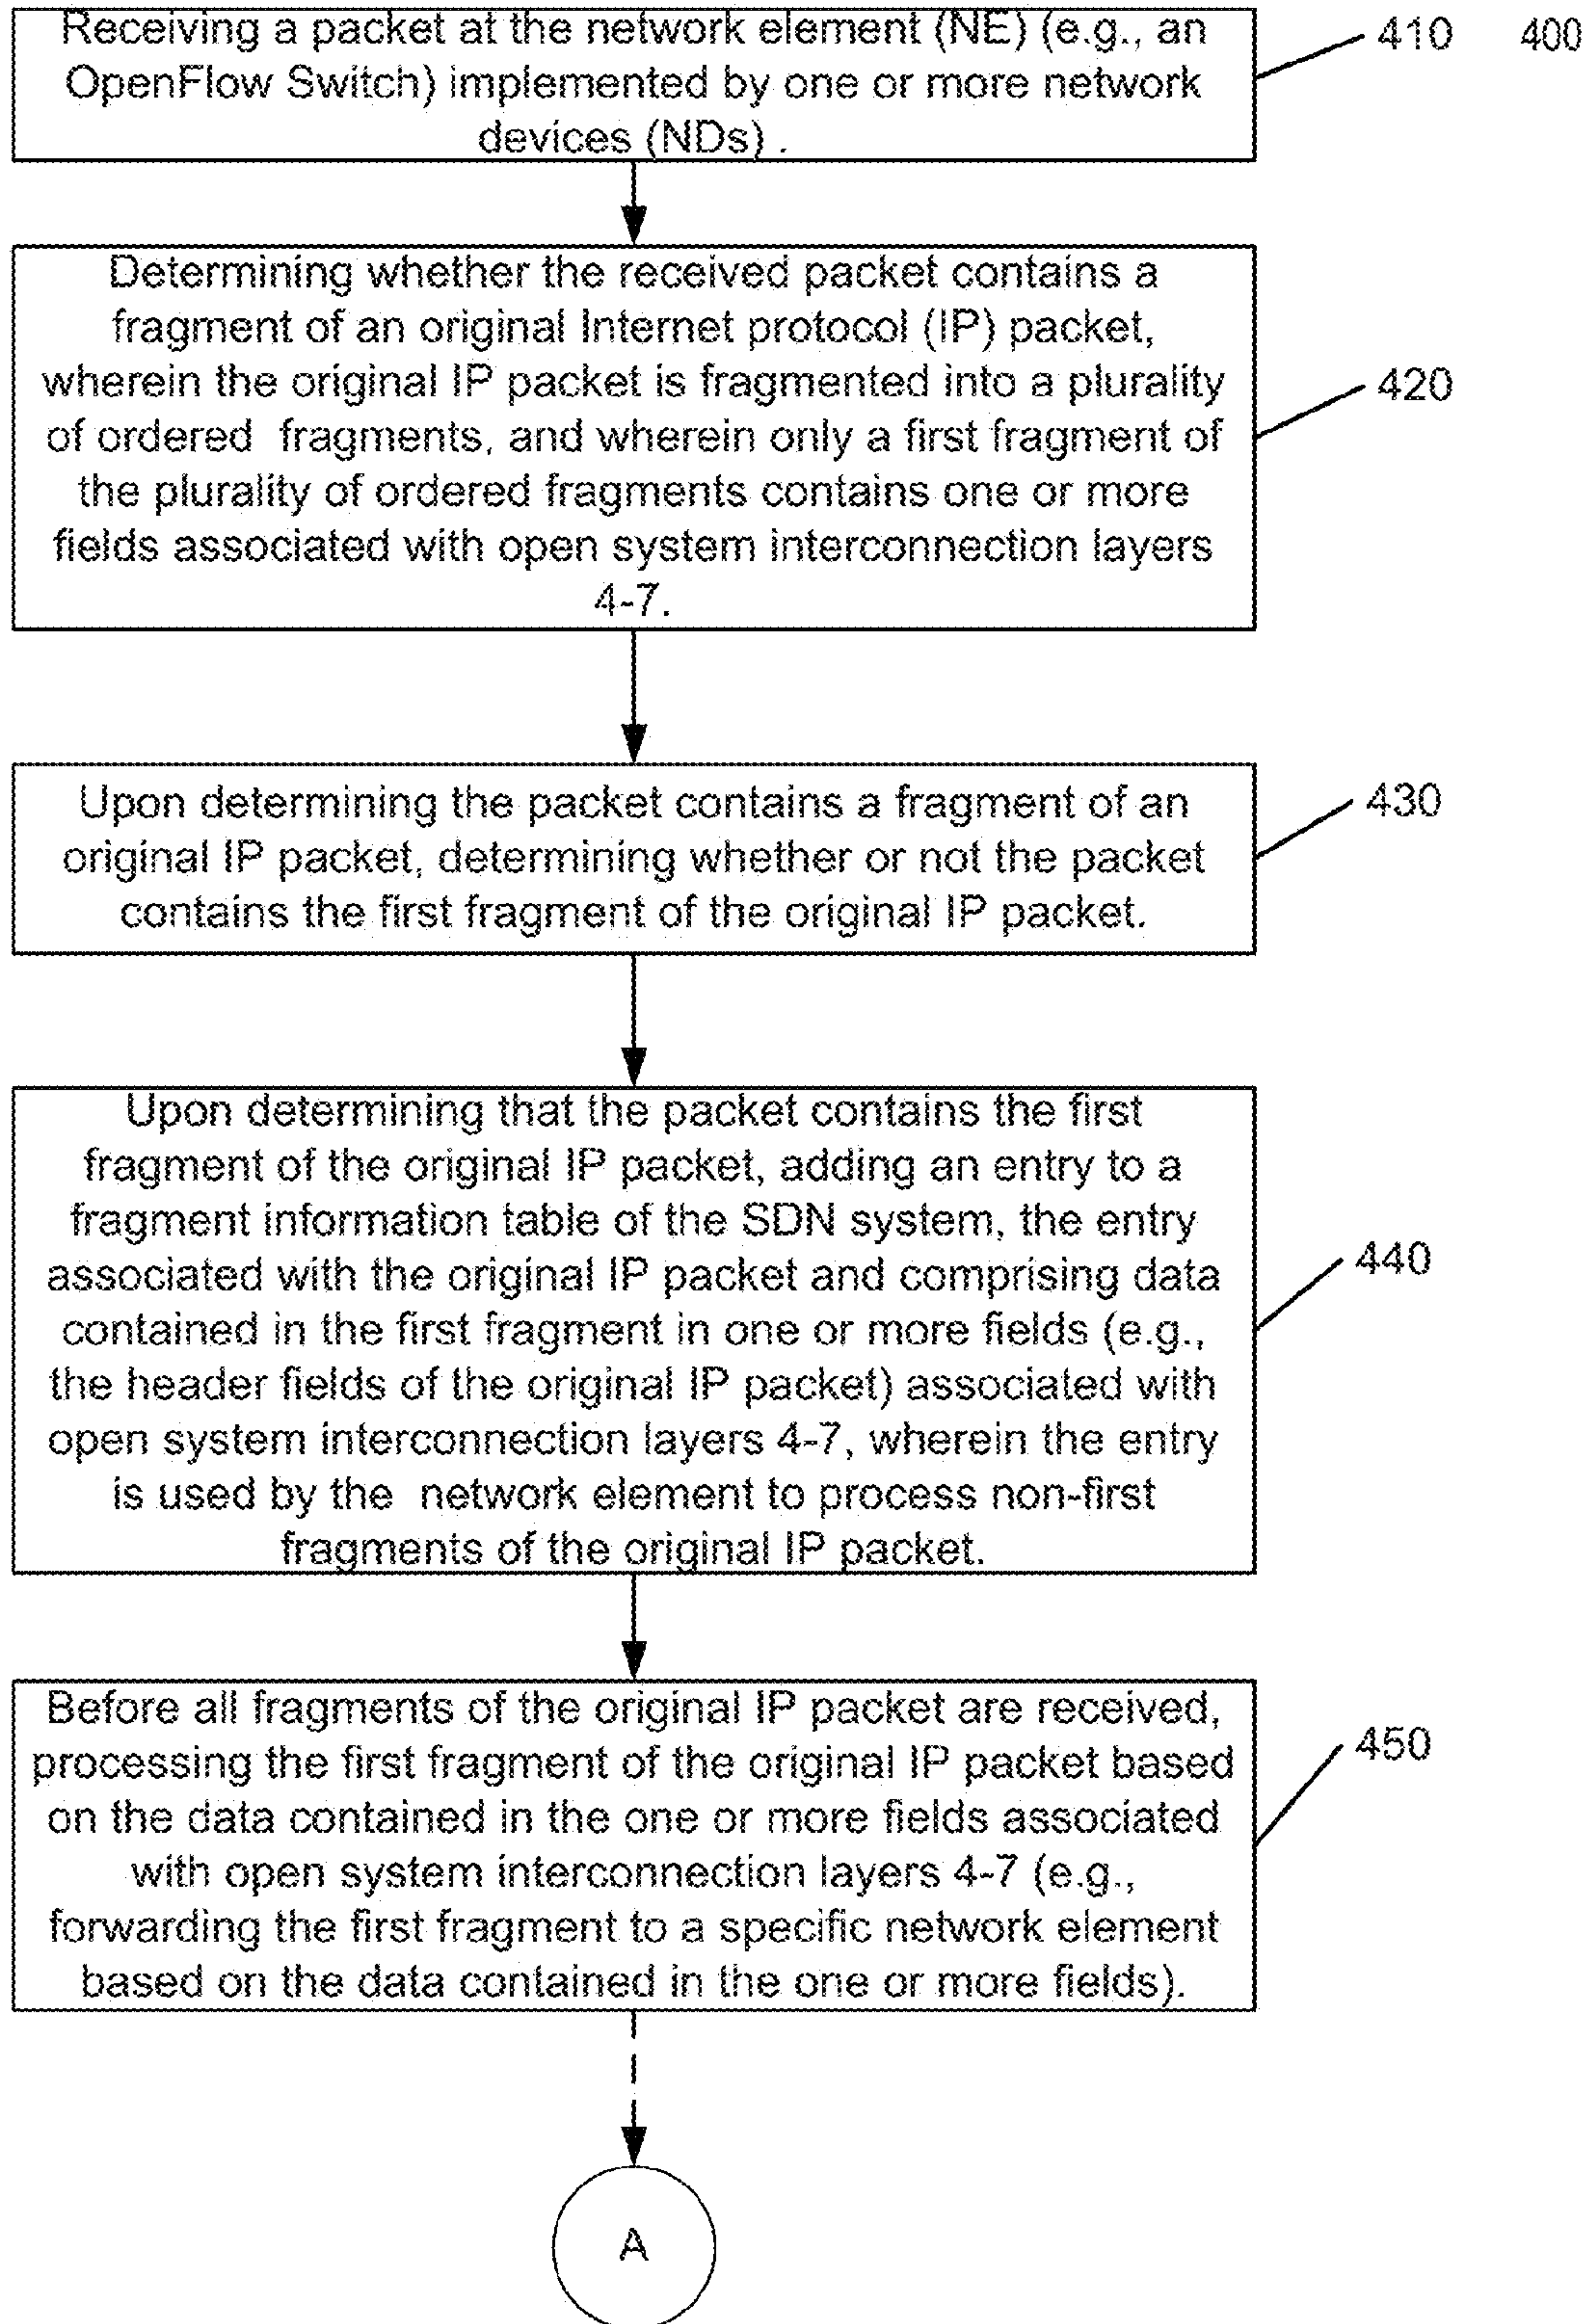 Receiving a packet at the network element (NE) (e.g., an
OpenFlow Switch) implemented by one or more network
devices (NDs) .
410
400
Determining whether the received packet contains a
fragment of an original Internet protocol (IP) packet,
wherein the original IP packet is fragmented into a plurality
of ordered fragments, and wherein only a first fragment of
the plurality of ordered fragments contains one or more
fields associated with open system interconnection layers
4-7.
420
Upon determining the packet contains a fragment of an
original IP packet, determining whether or not the packet
contains the first fragment of the original IP packet.
430
Upon determining that the packet contains the first
fragment of the original IP packet, adding an entry to a
fragment information table of the SDN system, the entry
associated with the original IP packet and comprising data
contained in the first fragment in one or more fields (e.g.,
the header fields of the original IP packet) associated with
open system interconnection layers 4-7, wherein the entry
is used by the network element to process non-first
fragments of the original IP packet.
440
Before all fragments of the original IP packet are received,
processing the first fragment of the original IP packet based
on the data contained in the one or more fields associated
with open system interconnection layers 4-7 (e.g.,
forwarding the first fragment to a specific network element
based on the data contained in the one or more fields).
450
A